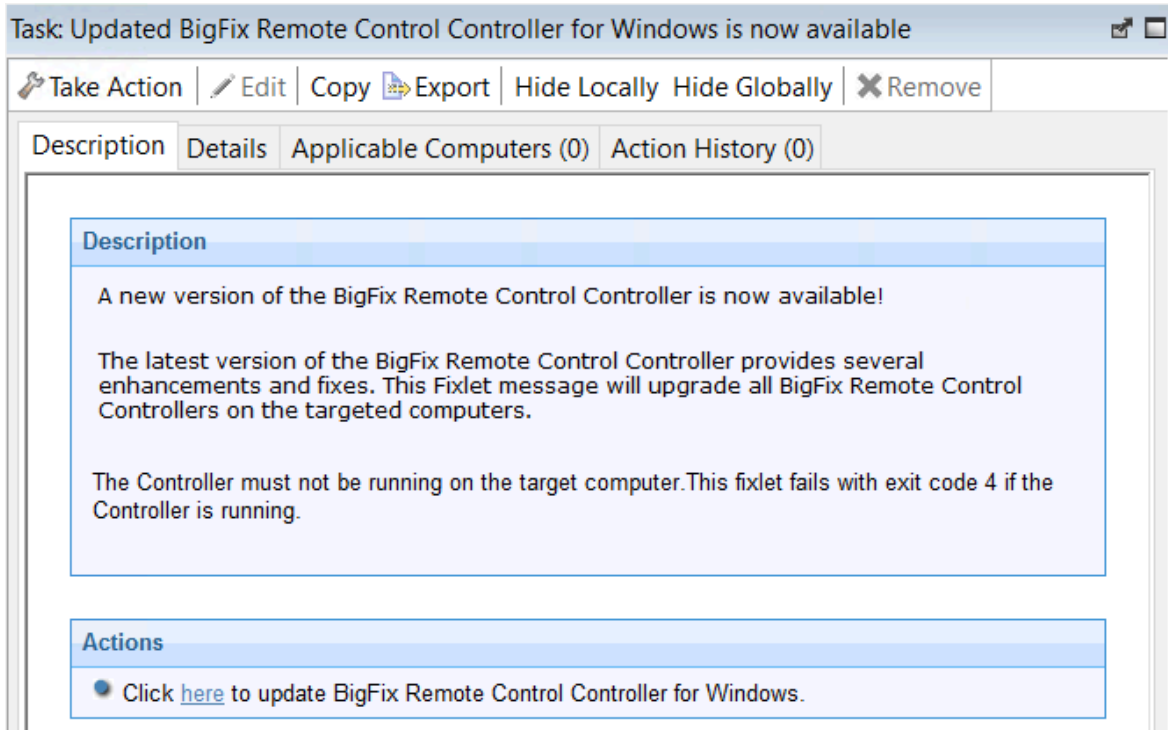 Task: Updated BigFix Remote Control Controller for Windows is now available
Take Action Edit Copy Export Hide Locally Hide Globally Remove
Description Details Applicable Computers (0) Action History (0)
Description
A new version of the BigFix Remote Control Controller is now available!
The latest version of the BigFix Remote Control Controller provides several
enhancements and fixes. This Fixlet message will upgrade all BigFix Remote Control
Controllers on the targeted computers.
The Controller must not be running on the target computer.This fixlet fails with exit code 4 if the
Controller is running.
Actions
Click here to update BigFix Remote Control Controller for Windows.